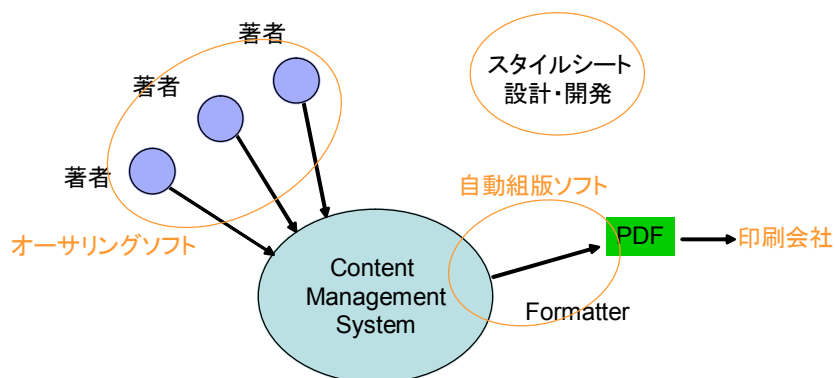 著者
著者
著者
スタイルシート
設計・開発
オーサリングソフト
自動組版ソフト
Content
Management
System
PDF
印刷会社
Formatter